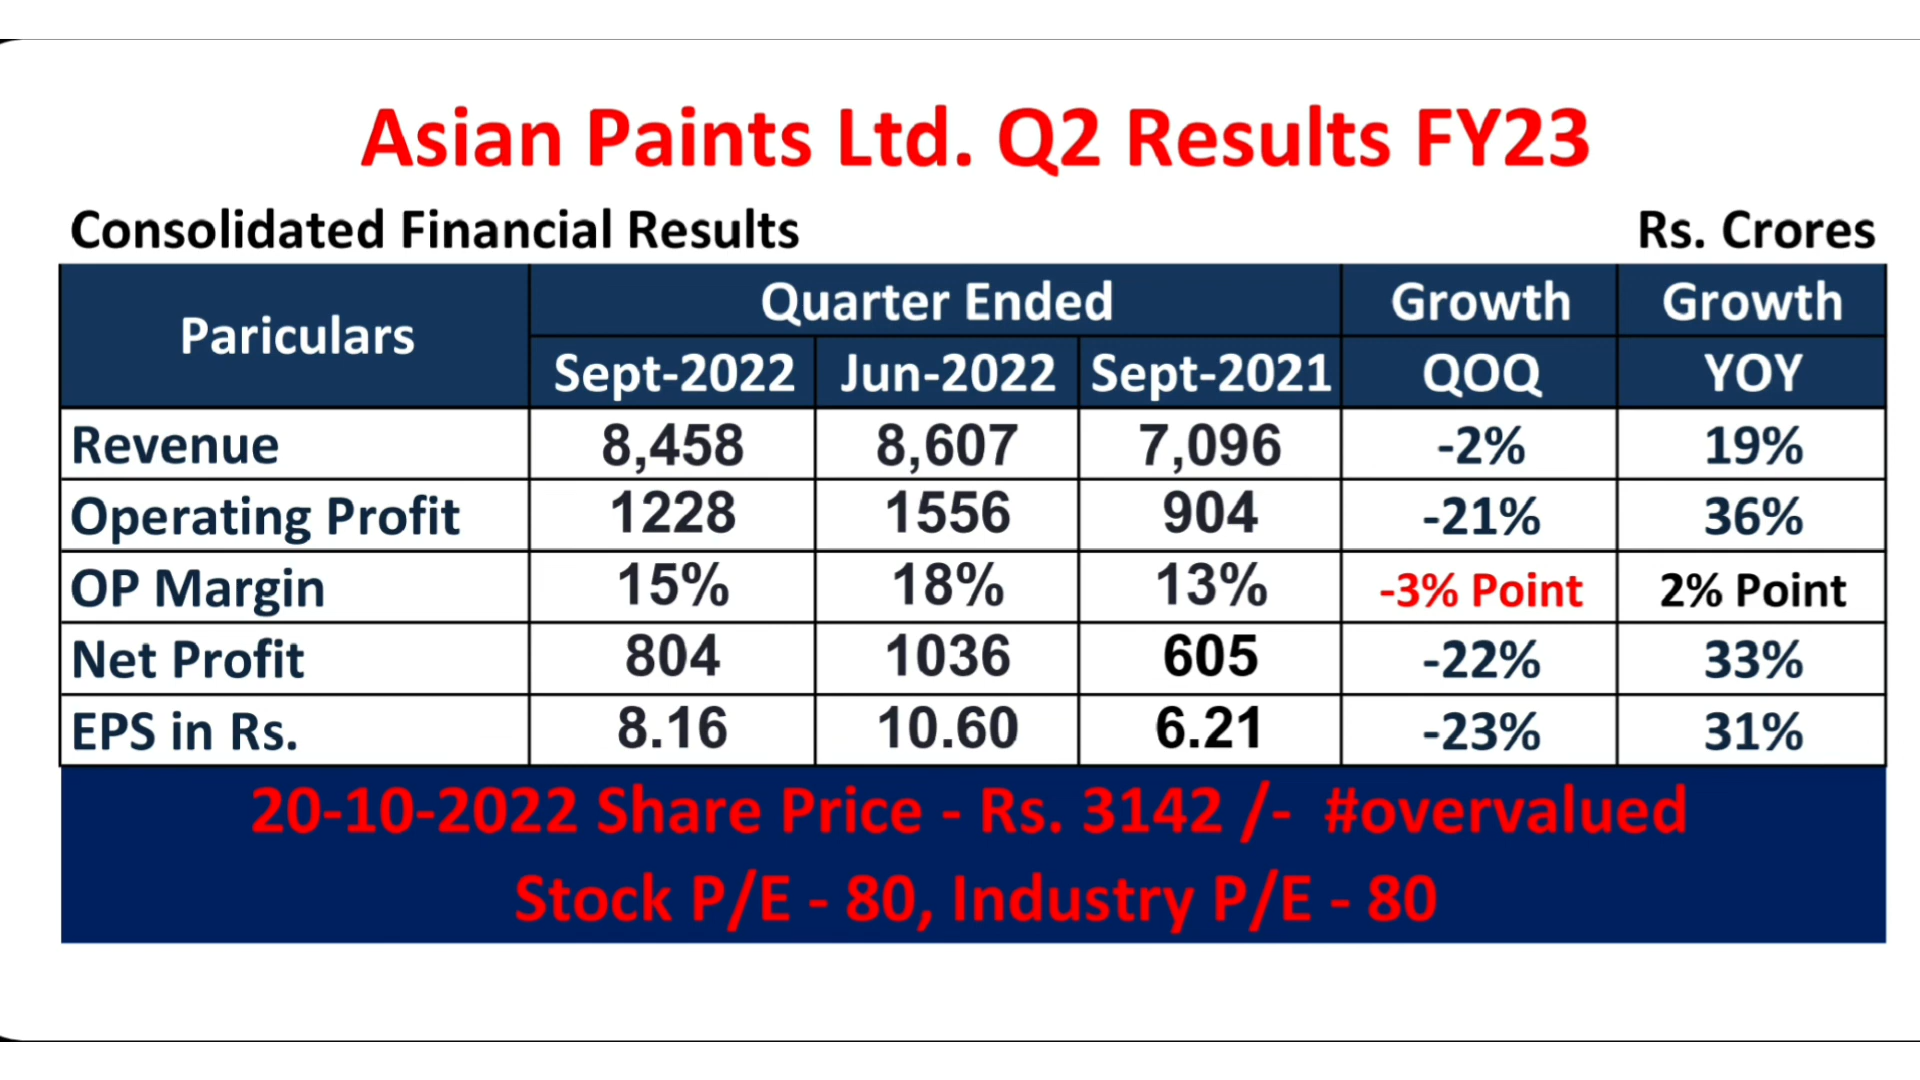 Asian Paints Ltd. Q2 Results FY23
Consolidated Financial Results Rs. Crores
Pariculars Quarter Ended Growth Growth
Sept-2022 Jun-2022 Sept-2021 QOQ YOY
Revenue 8,458 8,607 7,096 -2% 19%
Operating Profit 1228 1556 904 -21% 36%
OP Margin 15% 18% 13% -3% Point 2% Point
Net Profit 804 1036 605 -22% 33%
EPS in Rs. 8.16 10.60 6.21 -23% 31%
20-10-2022 Share Price - Rs. 3142 /- #overvalued
Stock P/E - 80, Industry P/E - 80